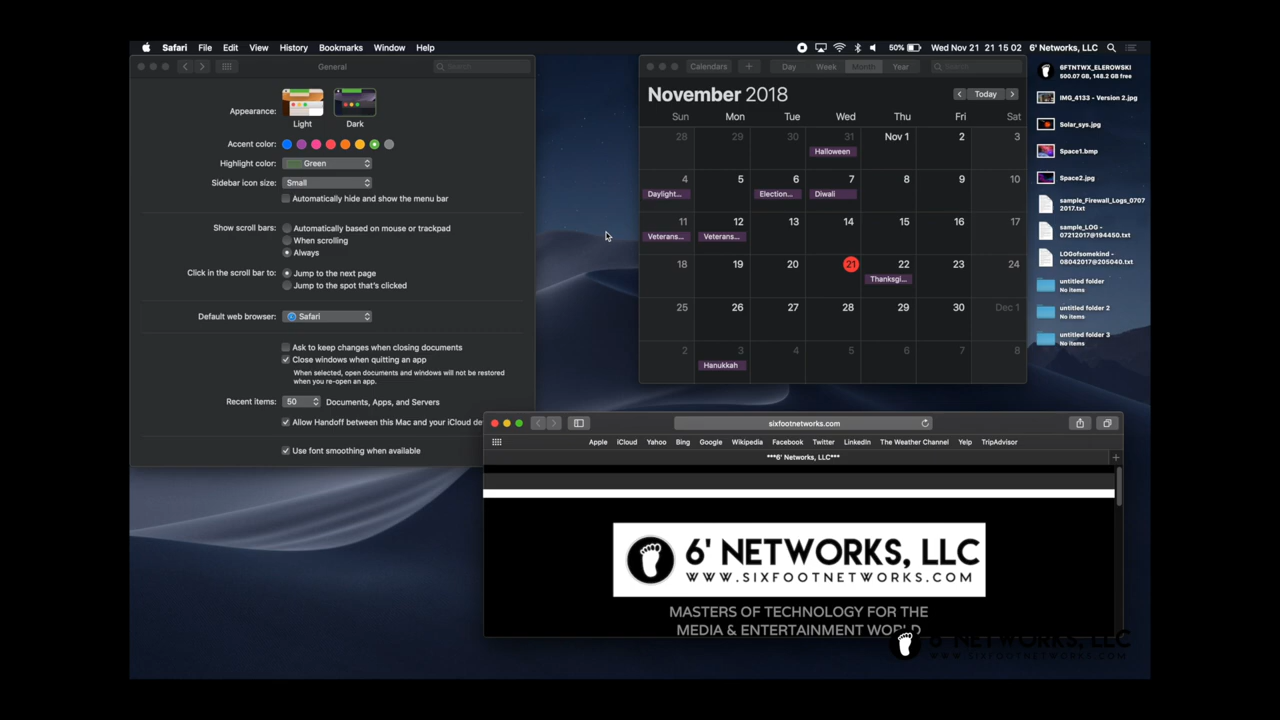 Safari File Edit View History Bookmarks Window Help
50% Wed Nov 21 21 15 02 6' Networks, LLC
General
Search
Appearance:
Light Dark
Accent color:
Highlight color: Green
Sidebar icon size: Small
Automatically hide and show the menu bar
Show scroll bars: Automatically based on mouse or trackpad
When scrolling
Always
Click in the scroll bar to: Jump to the next page
Jump to the spot that's clicked
Default web browser: Safari
Ask to keep changes when closing documents
Close windows when quitting an app
When selected, open documents and windows will not be restored
when you re-open an app.
Recent items: 50 Documents, Apps, and Servers
Allow Handoff between this Mac and your iCloud de
Use font smoothing when available
Calendars + Day Week Month Year Search
November 2018
Today
Sun Mon Tue Wed Thu Fri Sat
28 29 30 31 Nov 1 2 3
Halloween
4 5 6 7 8 9 10
Daylight... Election... Diwali
11 12 13 14 15 16 17
Veterans... Veterans...
18 19 20 21 22 23 24
Thanksgi...
25 26 27 28 29 30 Dec 1
2 3 4 5 6 7 8
Hanukkah
6FTNTWX_ELEROWSKI
500.07 GB, 148.2 GB free
IMG_4133 - Version 2.jpg
Solar_sys.jpg
Space1.bmp
Space2.jpg
sample_Firewall_Logs_0707
2017.txt
sample_LOG -
07212017@194450.txt
LOGofsomekind -
08042017@205040.txt
untitled folder
No items
untitled folder 2
No items
untitled folder 3
No items
sixfootnetworks.com
Apple iCloud Yahoo Bing Google Wikipedia Facebook Twitter LinkedIn The Weather Channel Yelp TripAdvisor
***6' Networks, LLC***
6' NETWORKS, LLC
WWW.SIXFOOTNETWORKS.COM
MASTERS OF TECHNOLOGY FOR THE
MEDIA & ENTERTAINMENT WORLD
6' NETWORKS, LLC
WWW.SIXFOOTNETWORKS.COM